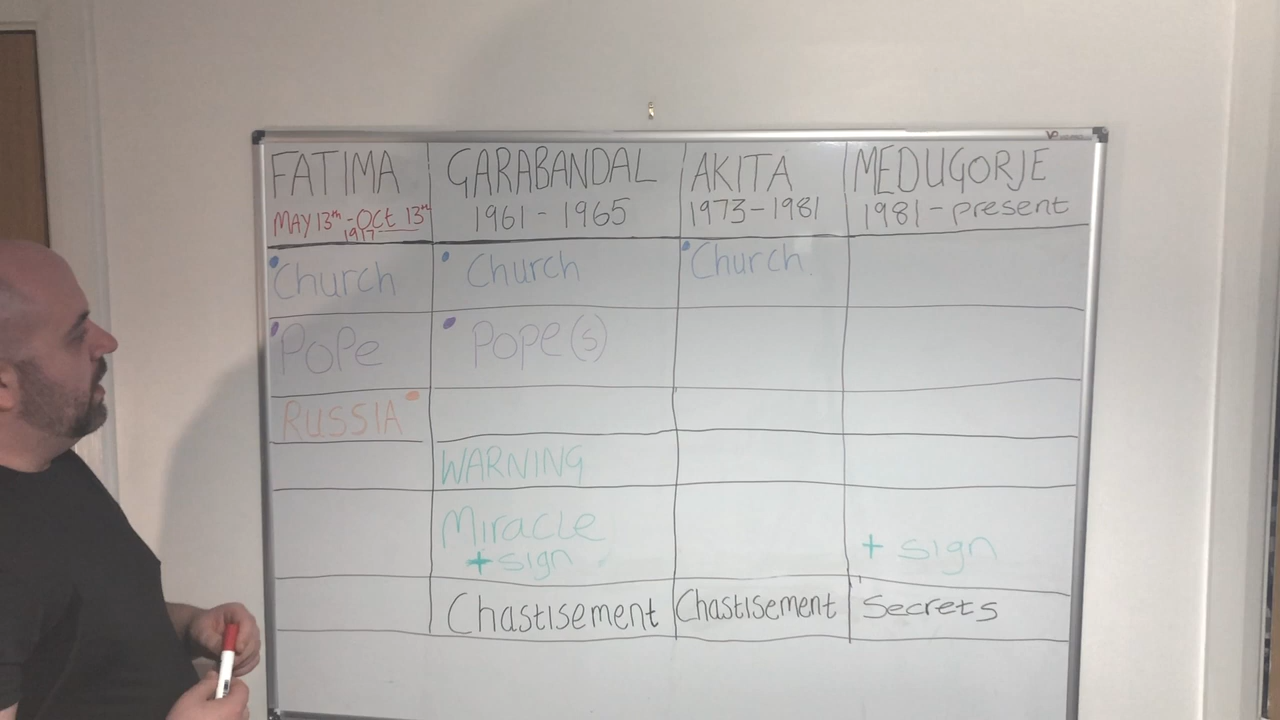 FATIMA GARABANDAL AKITA MEDUGORJE
MAY 13th - OCT 13th 1917 1961 - 1965 1973-1981 1981-present
Church Church Church
Pope Pope(s)
RUSSIA
WARNING
Miracle
+ sign + sign
Chastisement Chastisement Secrets